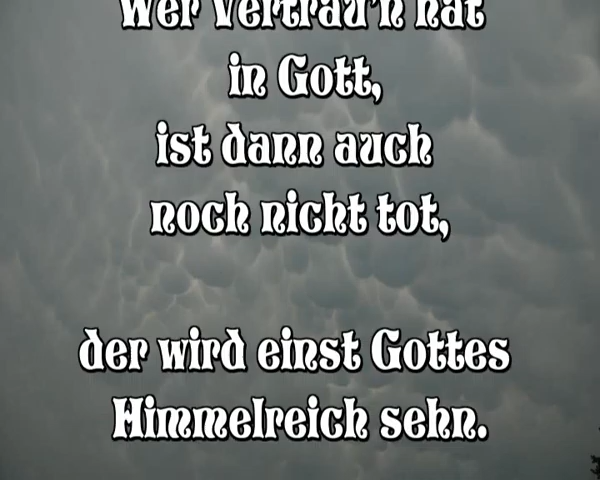 Wer Vertrau'n hat
in Gott,
ist dann auch
noch nicht tot,
der wird einst Gottes
Himmelreich sehn.